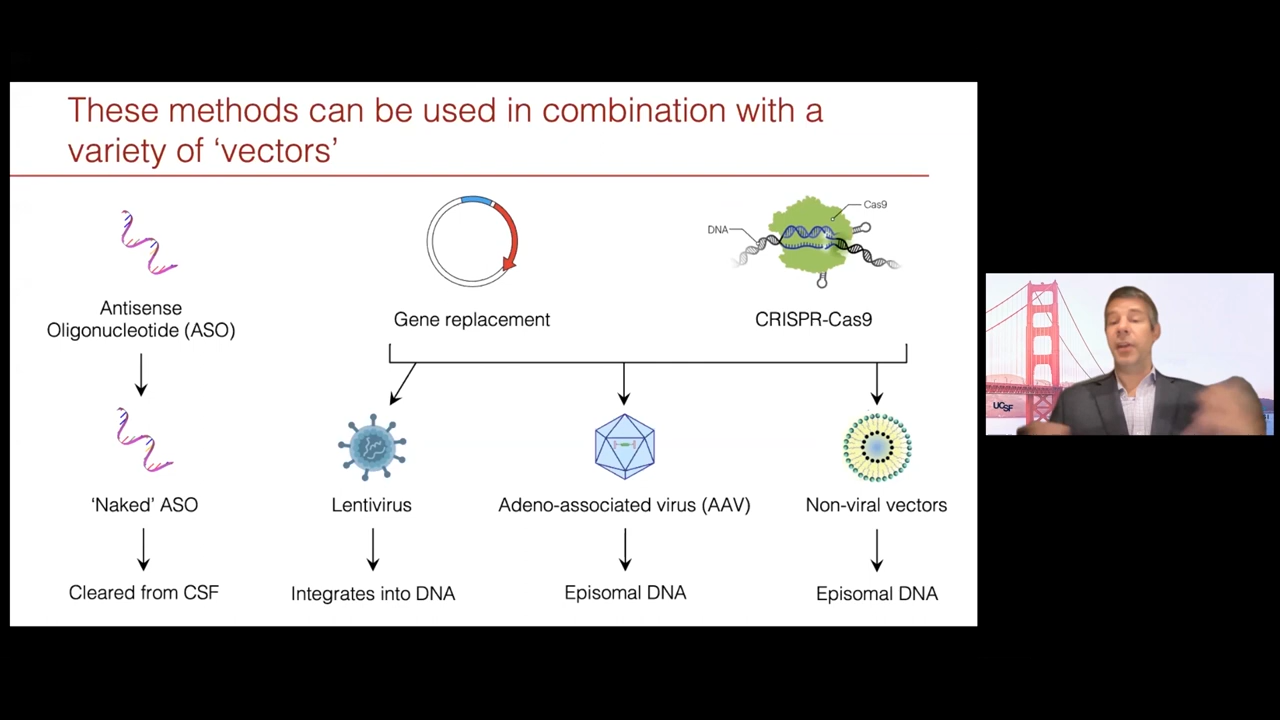 These methods can be used in combination with a
variety of ‘vectors’
Antisense
Oligonucleotide (ASO)
Gene replacement
DNA
Cas9
CRISPR-Cas9
‘Naked’ ASO
Lentivirus
Adeno-associated virus (AAV)
Non-viral vectors
Cleared from CSF
Integrates into DNA
Episomal DNA
Episomal DNA
UCSF